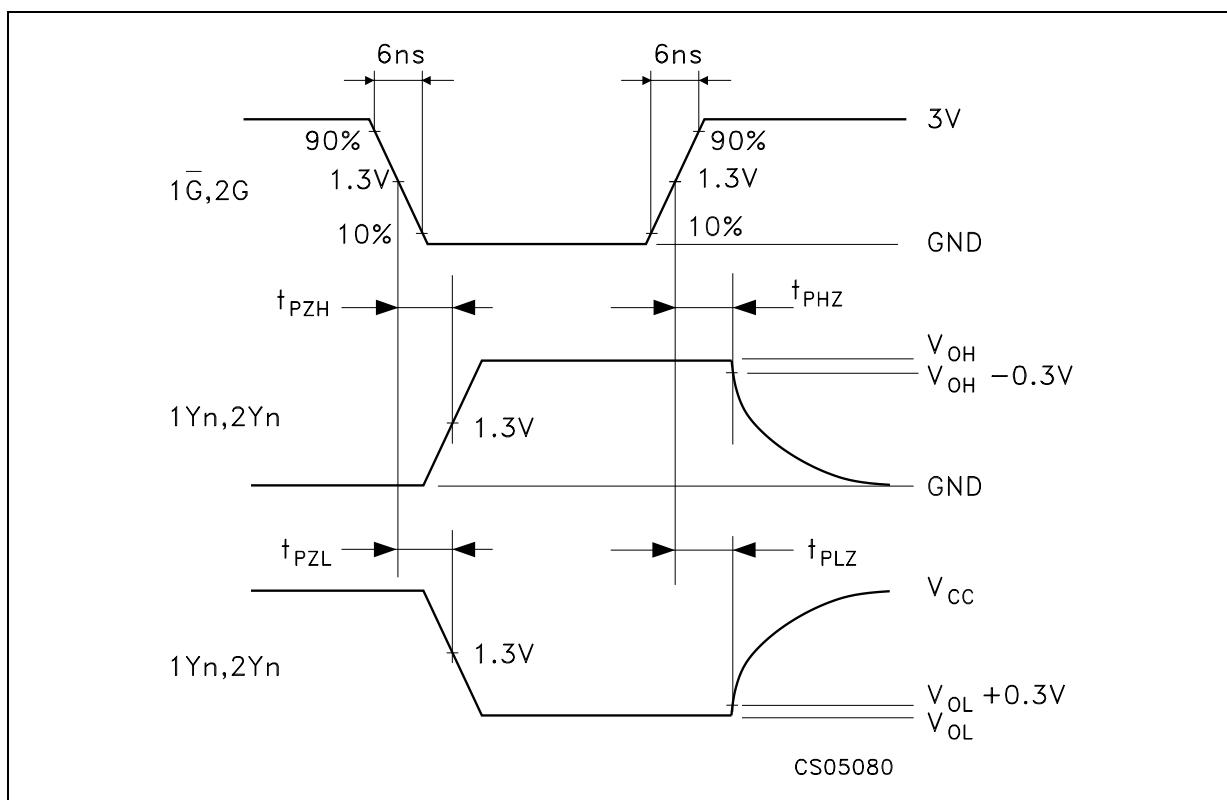 6ns 6ns
3V
90% 90%
1G̅,2G 1.3V 1.3V
10% 10%
GND
tPZH tPHZ
VOH
VOH −0.3V
1Yn,2Yn 1.3V
GND
tPZL tPLZ
VCC
1Yn,2Yn 1.3V
VOL +0.3V
VOL
CS05080